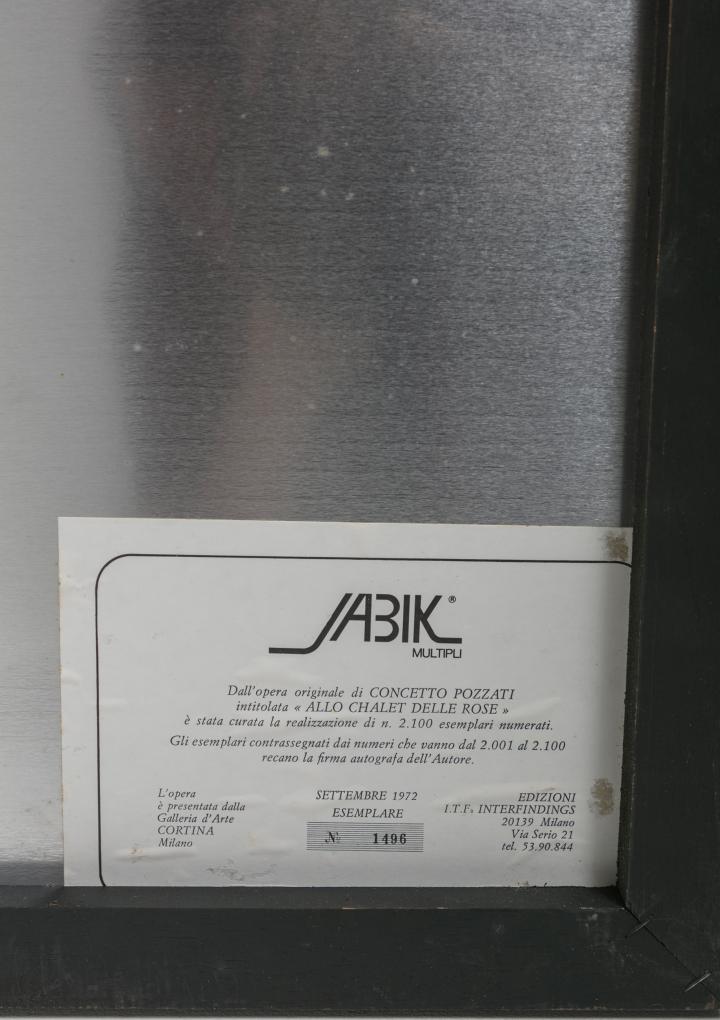 JABIK®
MULTIPLI
Dall'opera originale di CONCETTO POZZATI
intitolata « ALLO CHALET DELLE ROSE »
è stata curata la realizzazione di n. 2.100 esemplari numerati.
Gli esemplari contrassegnati dai numeri che vanno dal 2.001 al 2.100
recano la firma autografa dell'Autore.
L'opera
è presentata dalla
Galleria d'Arte
CORTINA
Milano
SETTEMBRE 1972
ESEMPLARE
№ 1496
EDIZIONI
I.T.F. INTERFINDINGS
20139 Milano
Via Serio 21
tel. 53.90.844